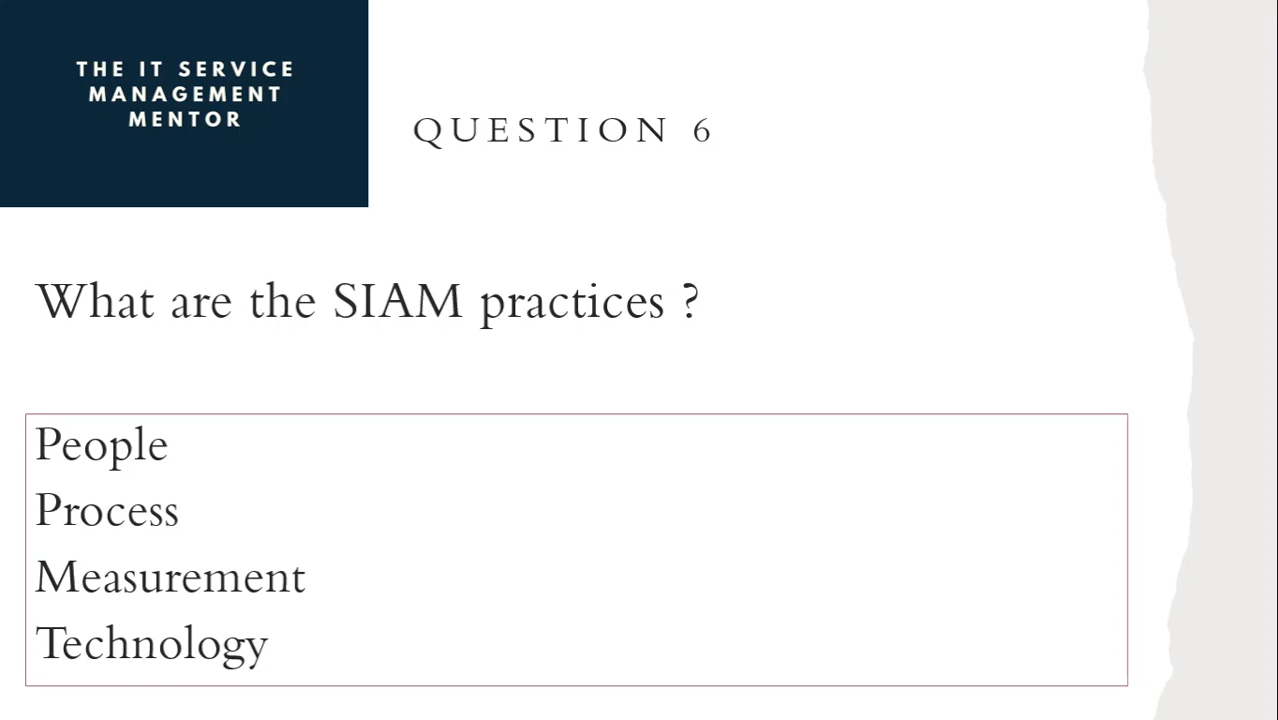 THE IT SERVICE
MANAGEMENT
MENTOR
QUESTION 6
What are the SIAM practices ?
People
Process
Measurement
Technology